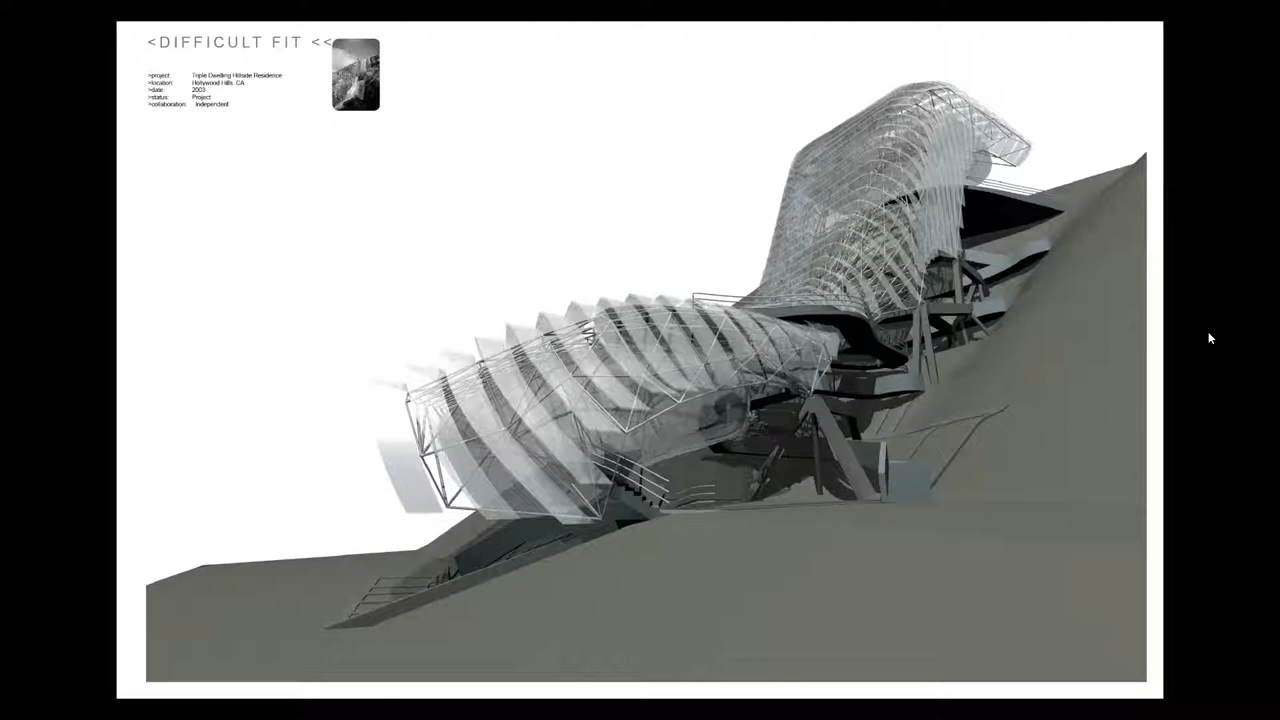 <DIFFICULT FIT <<
>project: Triple Dwelling Hillside Residence
>location: Hollywood Hills, CA
>date: 2003
>status: Project
>collaboration: Independent